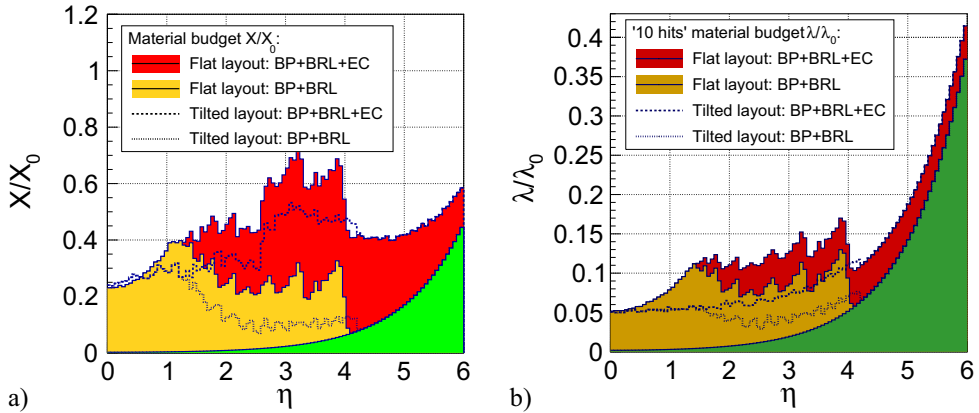 1.2
1
0.8
0.6
0.4
0.2
0
X/X0
Material budget X/X0:
Flat layout: BP+BRL+EC
Flat layout: BP+BRL
Tilted layout: BP+BRL+EC
Tilted layout: BP+BRL
0 1 2 3 4 5 6
η
a)
0.4
0.35
0.3
0.25
0.2
0.15
0.1
0.05
0
λ/λ0
'10 hits' material budget λ/λ0:
Flat layout: BP+BRL+EC
Flat layout: BP+BRL
Tilted layout: BP+BRL+EC
Tilted layout: BP+BRL
0 1 2 3 4 5 6
η
b)